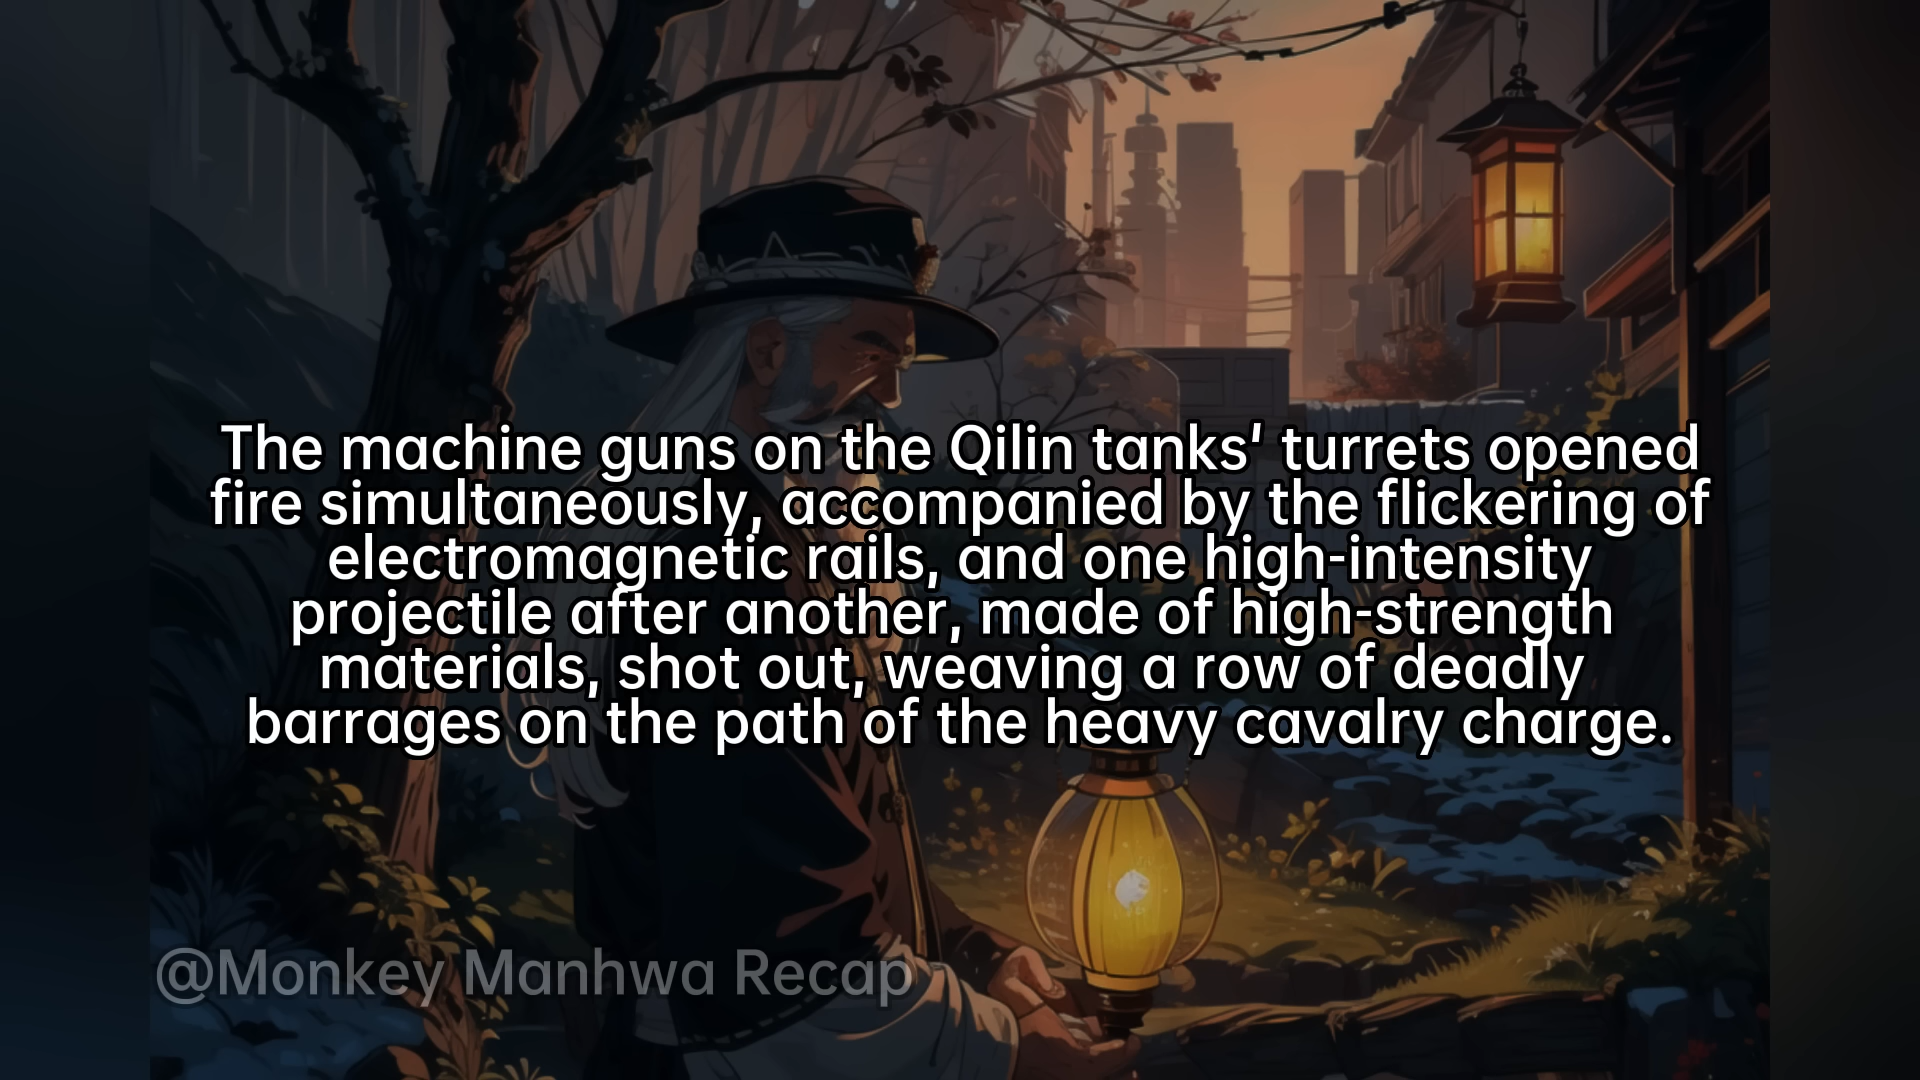 The machine guns on the Qilin tanks' turrets opened
fire simultaneously, accompanied by the flickering of
electromagnetic rails, and one high-intensity
projectile after another, made of high-strength
materials, shot out, weaving a row of deadly
barrages on the path of the heavy cavalry charge.
@Monkey Manhwa Recap